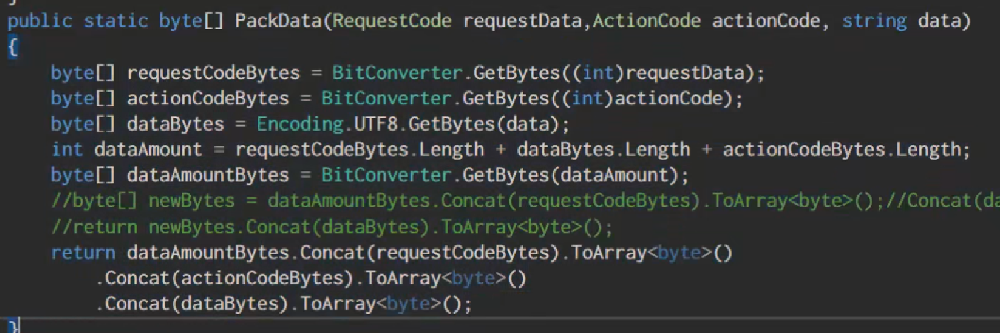 }
public static byte[] PackData(RequestCode requestData,ActionCode actionCode, string data)
{
byte[] requestCodeBytes = BitConverter.GetBytes((int)requestData);
byte[] actionCodeBytes = BitConverter.GetBytes((int)actionCode);
byte[] dataBytes = Encoding.UTF8.GetBytes(data);
int dataAmount = requestCodeBytes.Length + dataBytes.Length + actionCodeBytes.Length;
byte[] dataAmountBytes = BitConverter.GetBytes(dataAmount);
//byte[] newBytes = dataAmountBytes.Concat(requestCodeBytes).ToArray<byte>();//Concat(da
//return newBytes.Concat(dataBytes).ToArray<byte>();
return dataAmountBytes.Concat(requestCodeBytes).ToArray<byte>()
.Concat(actionCodeBytes).ToArray<byte>()
.Concat(dataBytes).ToArray<byte>();
}